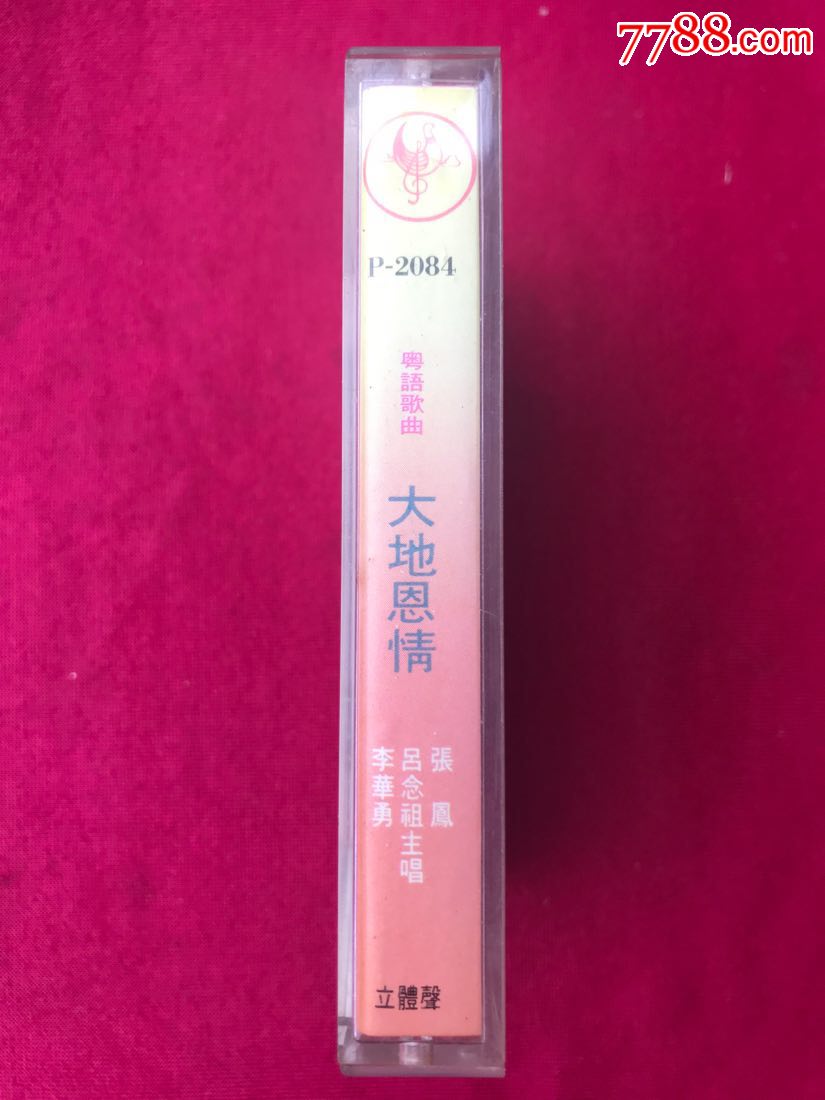 7788.com
P-2084
粤語歌曲
大地恩情
張鳳
呂念祖主唱
李華勇
立體聲